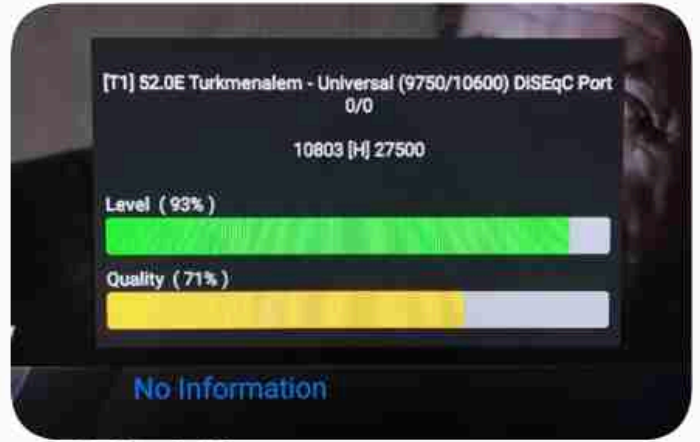 [T1] 52.0E Turkmenalem - Universal (9750/10600) DiSEqC Port
0/0
10803 [H] 27500
Level ( 93% )
Quality ( 71% )
No Information